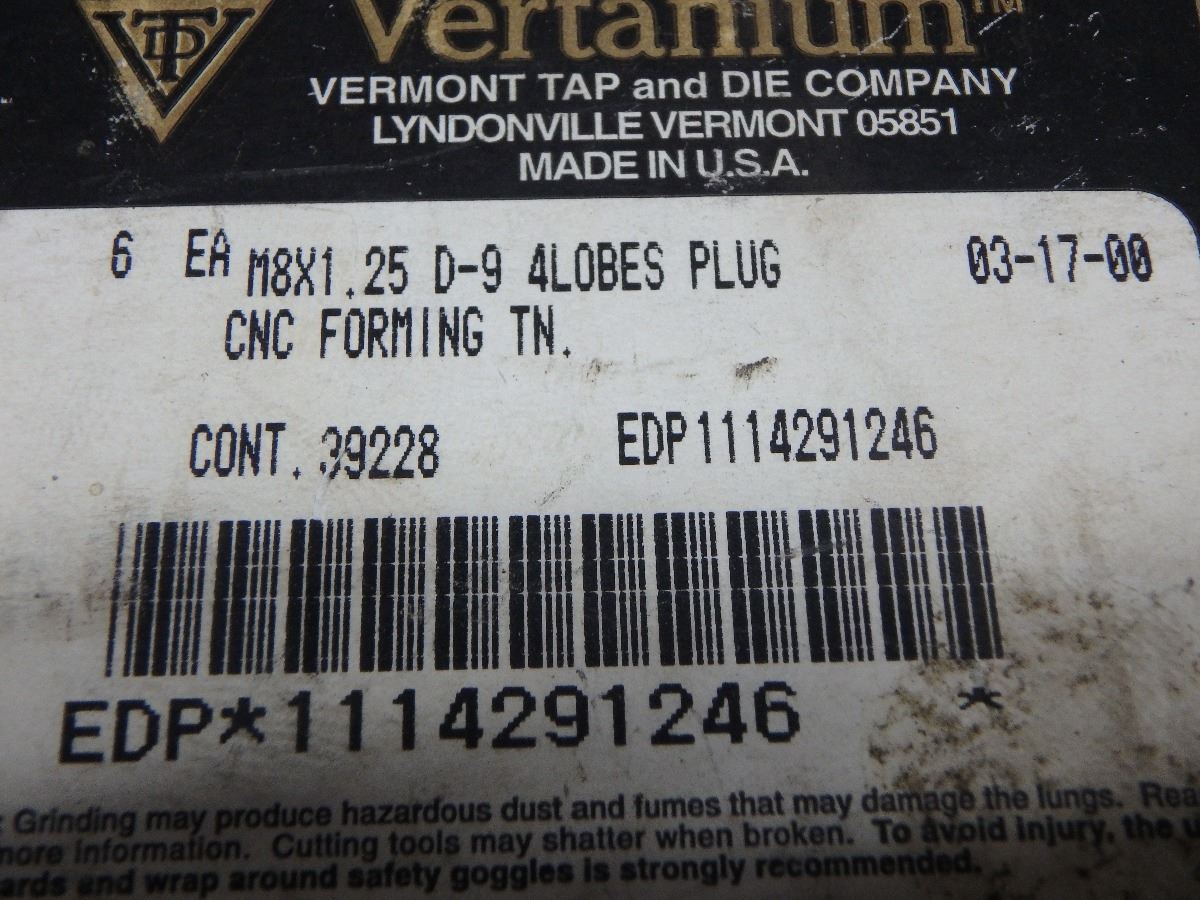 Vertanium™
VTD
VERMONT TAP and DIE COMPANY
LYNDONVILLE VERMONT 05851
MADE IN U.S.A.
6 EA M8X1.25 D-9 4LOBES PLUG 03-17-00
CNC FORMING TN.
CONT. 39228 EDP1114291246
EDP*1114291246 *
: Grinding may produce hazardous dust and fumes that may damage the lungs. Rea
more information. Cutting tools may shatter when broken. To avoid injury, the u
ards and wrap around safety goggles is strongly recommended.